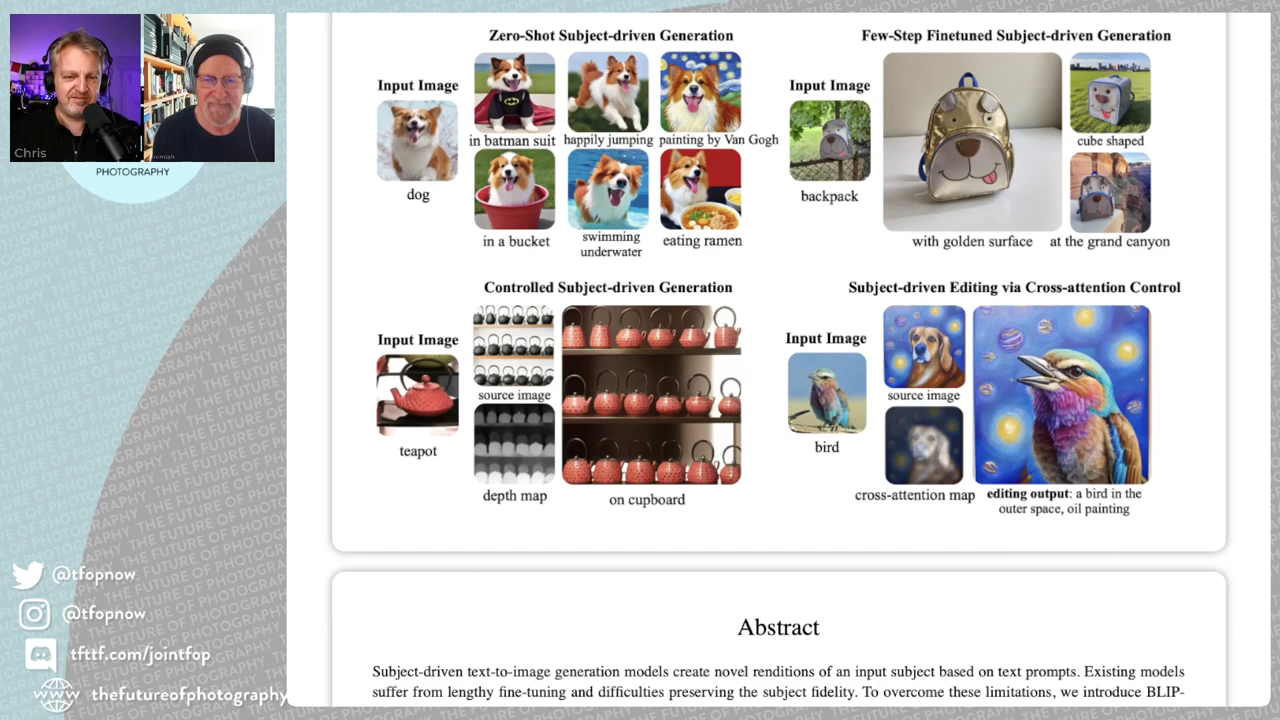 Chris
emiah
PHOTOGRAPHY
THE FUTURE OF PHOTOGRAPHY
@tfopnow
@tfopnow
tfttf.com/jointfop
thefutureofphotography
Zero-Shot Subject-driven Generation
Input Image
dog
in batman suit
happily jumping
painting by Van Gogh
in a bucket
swimming
underwater
eating ramen
Few-Step Finetuned Subject-driven Generation
Input Image
backpack
with golden surface
cube shaped
at the grand canyon
Controlled Subject-driven Generation
Input Image
teapot
source image
depth map
on cupboard
Subject-driven Editing via Cross-attention Control
Input Image
bird
source image
cross-attention map
editing output: a bird in the
outer space, oil painting
Abstract
Subject-driven text-to-image generation models create novel renditions of an input subject based on text prompts. Existing models
suffer from lengthy fine-tuning and difficulties preserving the subject fidelity. To overcome these limitations, we introduce BLIP-